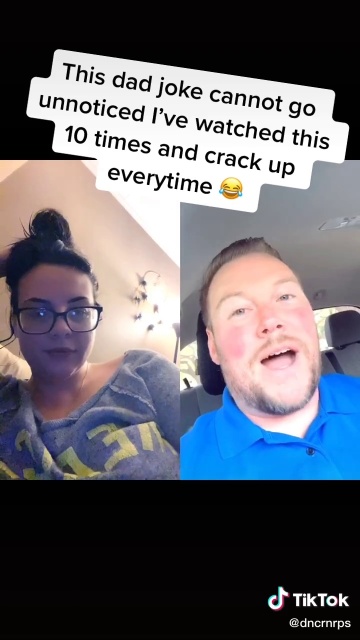 This dad joke cannot go
unnoticed I’ve watched this
10 times and crack up
everytime 😂
TikTok
@dncrnrps